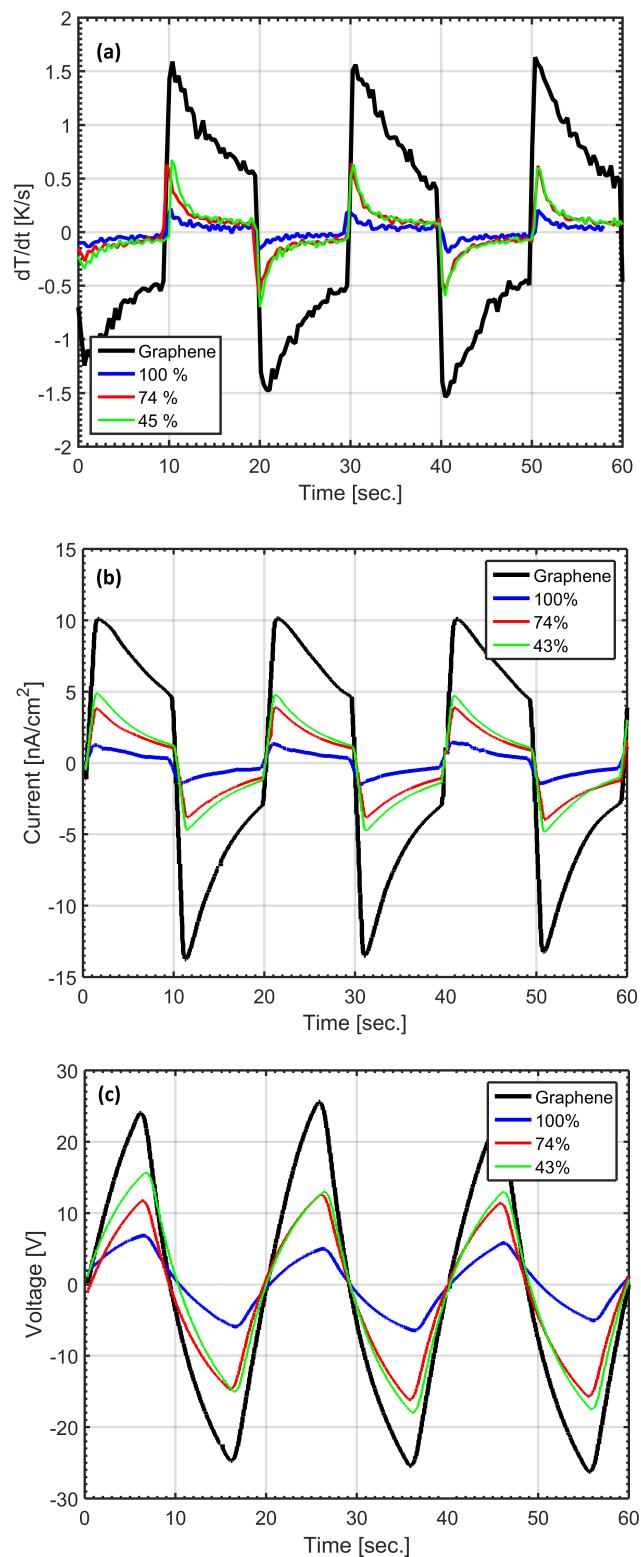 (a)
2
1.5
1
0.5
0
-0.5
-1
-1.5
-2
dT/dt [K/s]
Graphene
100 %
74 %
45 %
0 10 20 30 40 50 60
Time [sec.]
(b)
15
10
5
0
-5
-10
-15
Current [nA/cm²]
Graphene
100%
74%
43%
0 10 20 30 40 50 60
Time [sec.]
(c)
30
20
10
0
-10
-20
-30
Voltage [V]
Graphene
100%
74%
43%
0 10 20 30 40 50 60
Time [sec.]